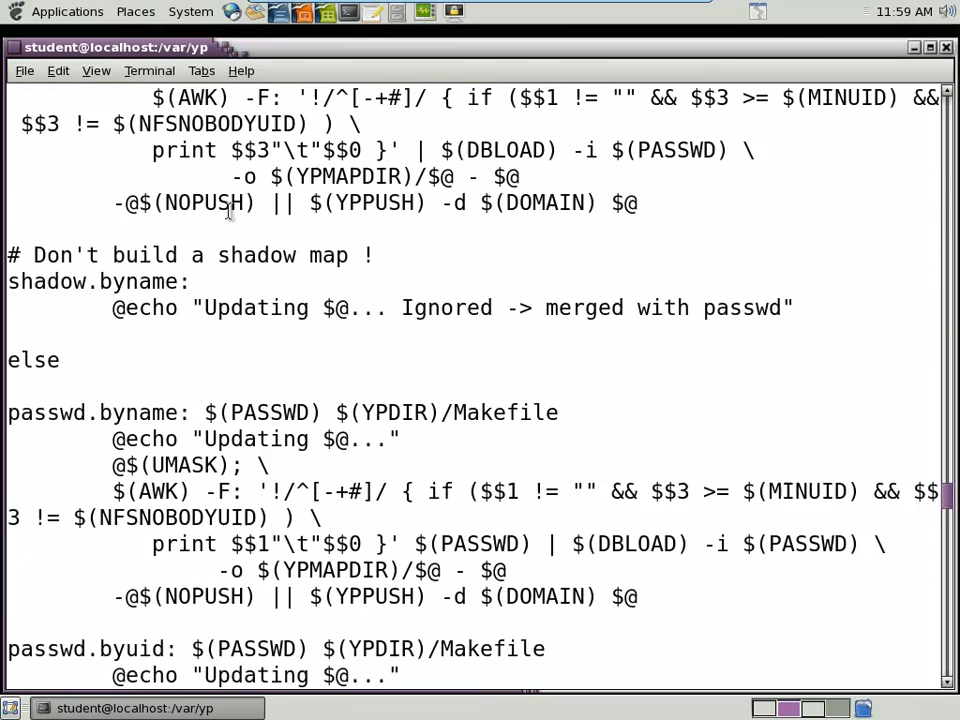 Applications Places System 11:59 AM
student@localhost:/var/yp
File Edit View Terminal Tabs Help
$(AWK) -F: '!/^[-+#]/ { if ($$1 != "" && $$3 >= $(MINUID) &&
$$3 != $(NFSNOBODYUID) ) \
print $$3"\t"$$0 }' | $(DBLOAD) -i $(PASSWD) \
-o $(YPMAPDIR)/$@ - $@
-@$(NOPUSH) || $(YPPUSH) -d $(DOMAIN) $@
# Don't build a shadow map !
shadow.byname:
@echo "Updating $@... Ignored -> merged with passwd"
else
passwd.byname: $(PASSWD) $(YPDIR)/Makefile
@echo "Updating $@..."
@$(UMASK); \
$(AWK) -F: '!/^[-+#]/ { if ($$1 != "" && $$3 >= $(MINUID) && $$
3 != $(NFSNOBODYUID) ) \
print $$1"\t"$$0 }' $(PASSWD) | $(DBLOAD) -i $(PASSWD) \
-o $(YPMAPDIR)/$@ - $@
-@$(NOPUSH) || $(YPPUSH) -d $(DOMAIN) $@
passwd.byuid: $(PASSWD) $(YPDIR)/Makefile
@echo "Updating $@..."
student@localhost:/var/yp